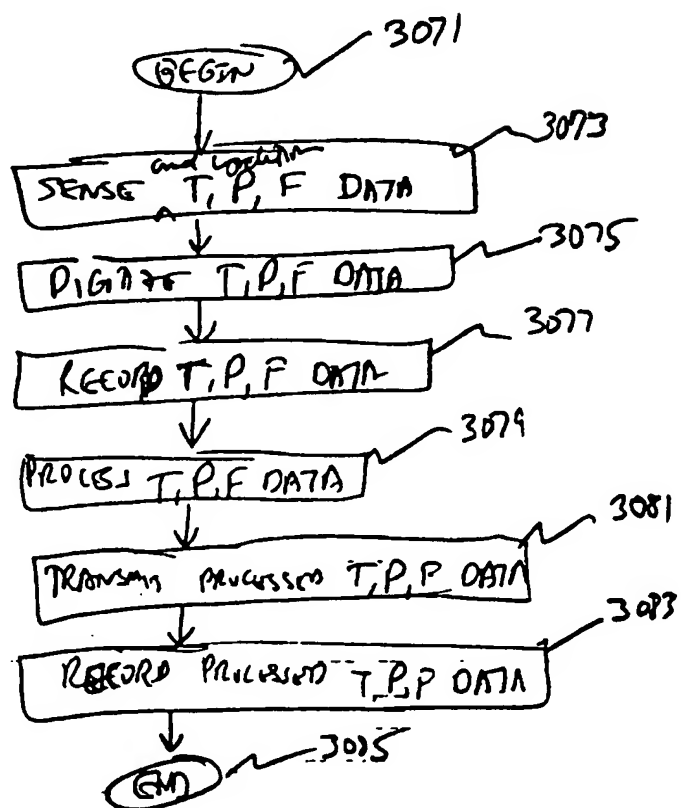 3071
BEGIN
3073
and location
SENSE T, P, F DATA
3075
DIGITIZE T, P, F DATA
3077
RECORD T, P, F DATA
3079
PROCESS T, P, F DATA
3081
TRANSMIT PROCESSED T, P, P DATA
3083
RECORD PROCESSED T, P, P DATA
3085
END